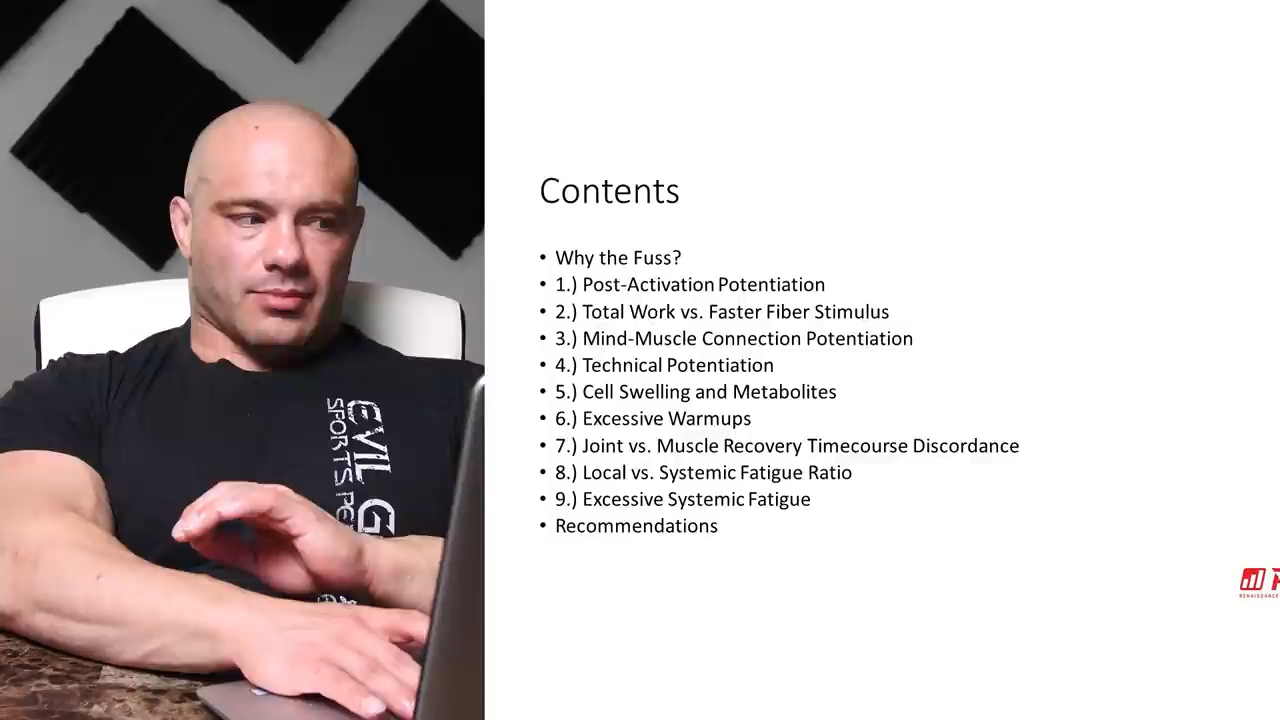 Contents
• Why the Fuss?
• 1.) Post-Activation Potentiation
• 2.) Total Work vs. Faster Fiber Stimulus
• 3.) Mind-Muscle Connection Potentiation
• 4.) Technical Potentiation
• 5.) Cell Swelling and Metabolites
• 6.) Excessive Warmups
• 7.) Joint vs. Muscle Recovery Timecourse Discordance
• 8.) Local vs. Systemic Fatigue Ratio
• 9.) Excessive Systemic Fatigue
• Recommendations
EVIL G
SPORTS
RENAISSANCE